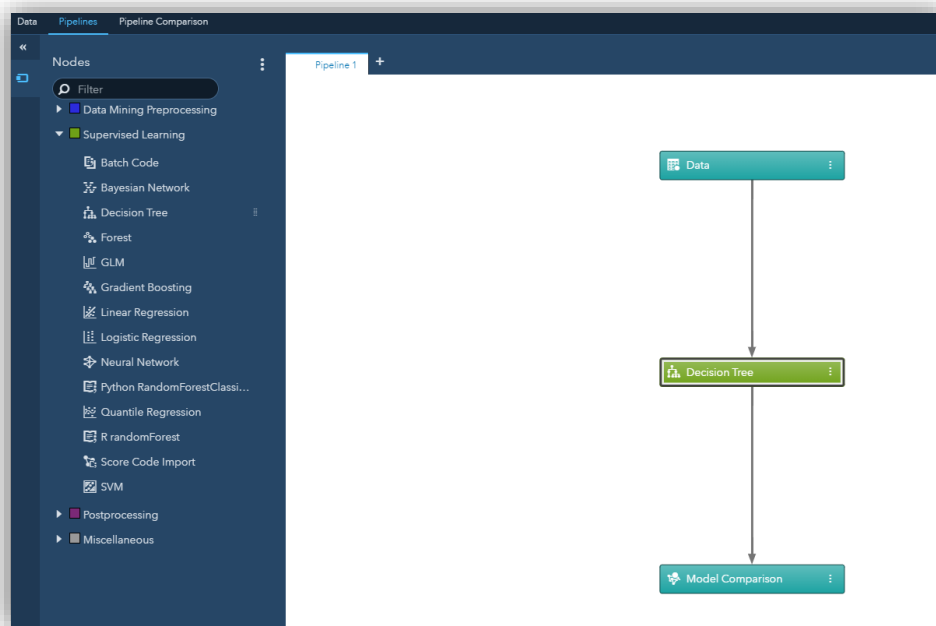 Data Pipelines Pipeline Comparison
Nodes
Filter
Data Mining Preprocessing
Supervised Learning
Batch Code
Bayesian Network
Decision Tree
Forest
GLM
Gradient Boosting
Linear Regression
Logistic Regression
Neural Network
Python RandomForestClassi...
Quantile Regression
R randomForest
Score Code Import
SVM
Postprocessing
Miscellaneous
Pipeline 1 +
Data
Decision Tree
Model Comparison